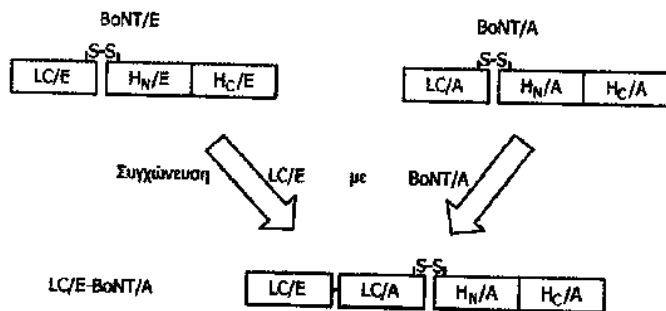 BoNT/E
BoNT/A
S-S
S-S
LC/E H_N/E H_C/E
LC/A H_N/A H_C/A
Συγχώνευση LC/E με BoNT/A
S-S
LC/E-BoNT/A LC/E LC/A H_N/A H_C/A